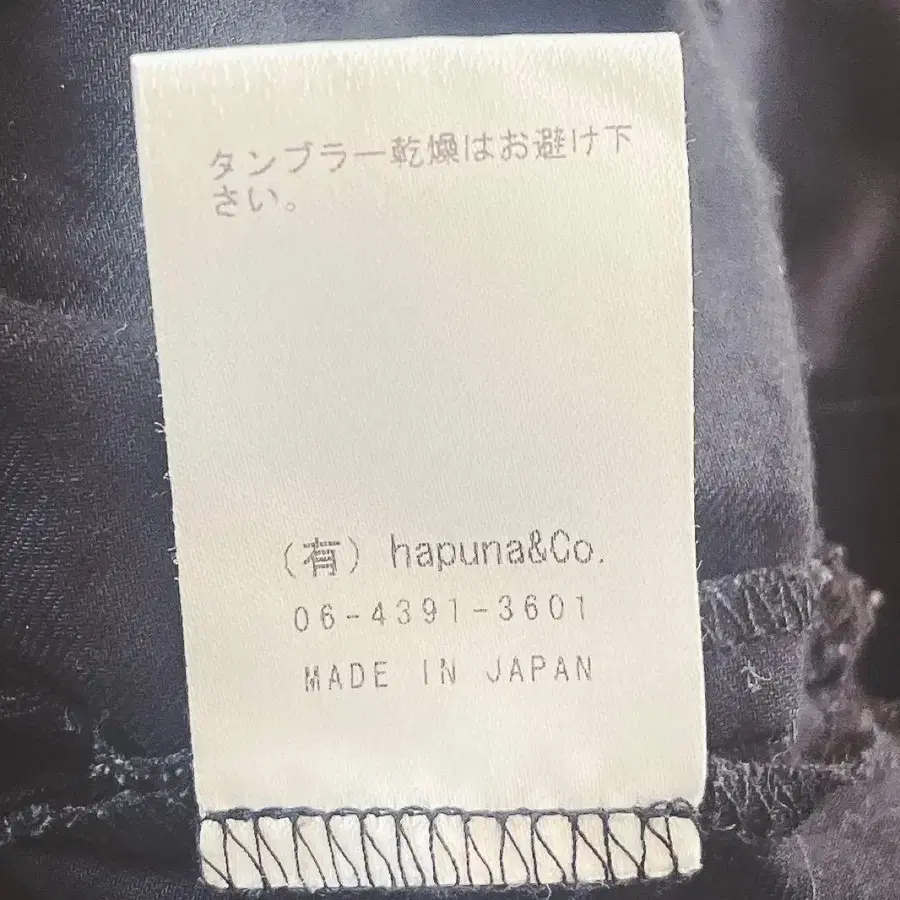 タンブラー乾燥はお避け下
さい。
（有） hapuna&Co.
06-4391-3601
MADE IN JAPAN